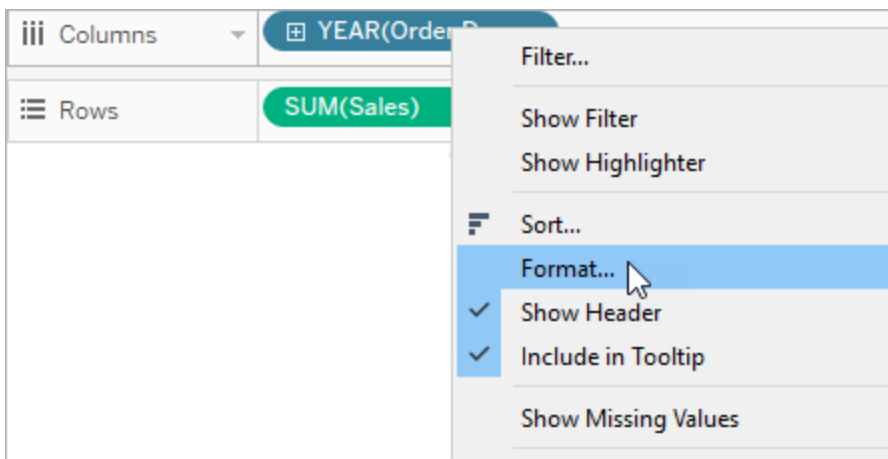 Columns
YEAR(Order
Rows
SUM(Sales)
Filter...
Show Filter
Show Highlighter
Sort...
Format...
Show Header
Include in Tooltip
Show Missing Values